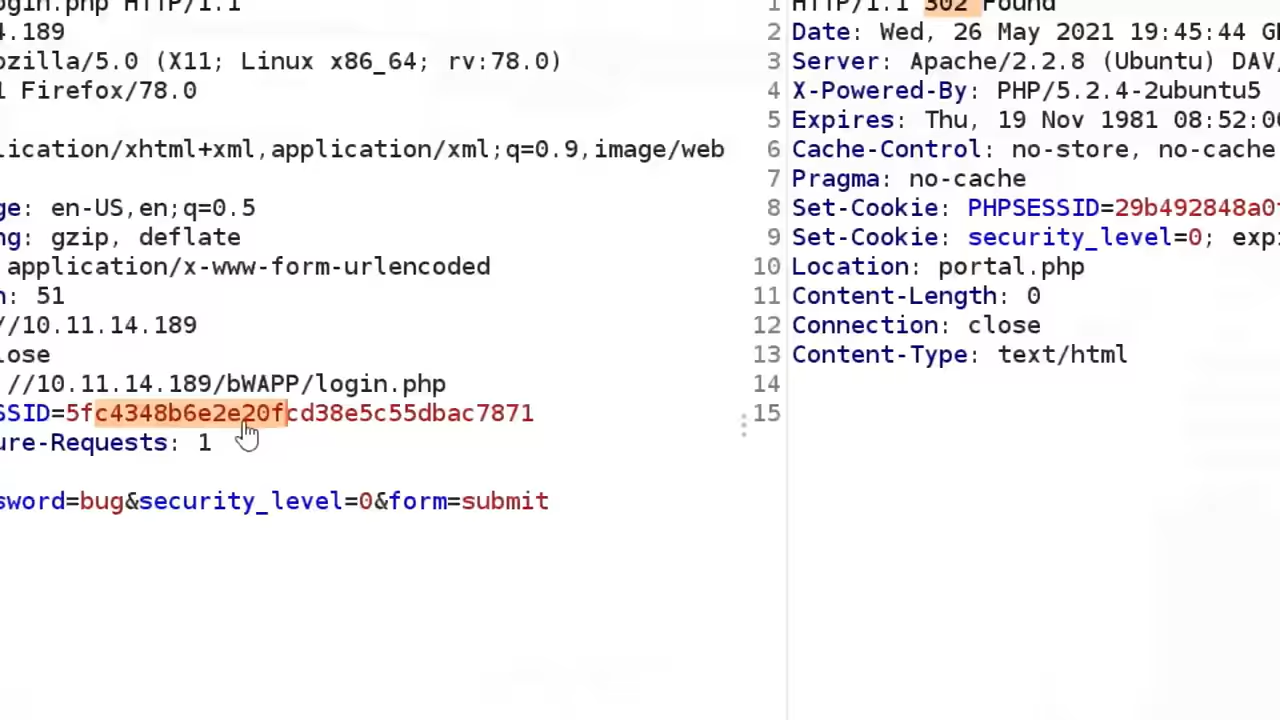 ogin.php HTTP/1.1
4.189
ozilla/5.0 (X11; Linux x86_64; rv:78.0)
1 Firefox/78.0
lication/xhtml+xml,application/xml;q=0.9,image/web
ge: en-US,en;q=0.5
ng: gzip, deflate
application/x-www-form-urlencoded
n: 51
//10.11.14.189
lose
//10.11.14.189/bWAPP/login.php
SSID=5fc4348b6e2e20fcd38e5c55dbac7871
ure-Requests: 1
sword=bug&security_level=0&form=submit
1 HTTP/1.1 302 Found
2 Date: Wed, 26 May 2021 19:45:44 G
3 Server: Apache/2.2.8 (Ubuntu) DAV/
4 X-Powered-By: PHP/5.2.4-2ubuntu5
5 Expires: Thu, 19 Nov 1981 08:52:00
6 Cache-Control: no-store, no-cache
7 Pragma: no-cache
8 Set-Cookie: PHPSESSID=29b492848a0
9 Set-Cookie: security_level=0; exp
10 Location: portal.php
11 Content-Length: 0
12 Connection: close
13 Content-Type: text/html
14
15